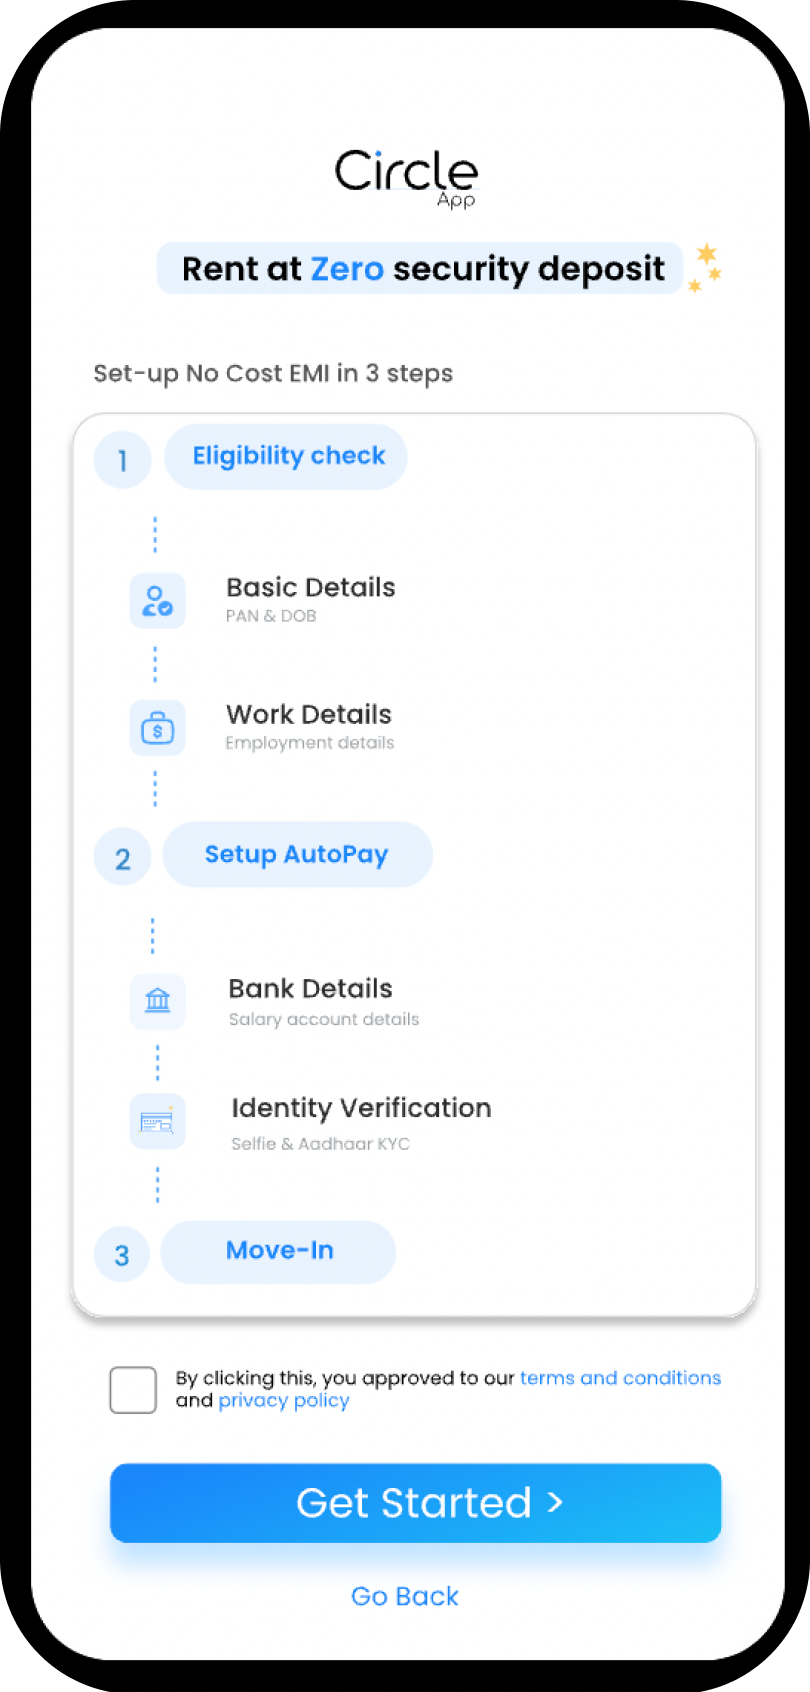 Circle
App
Rent at Zero security deposit
Set-up No Cost EMI in 3 steps
1 Eligibility check
Basic Details
PAN & DOB
Work Details
$
Employment details
2 Setup AutoPay
Bank Details
Salary account details
Identity Verification
Selfie & Aadhaar KYC
3 Move-In
By clicking this, you approved to our terms and conditions
and privacy policy
Get Started >
Go Back